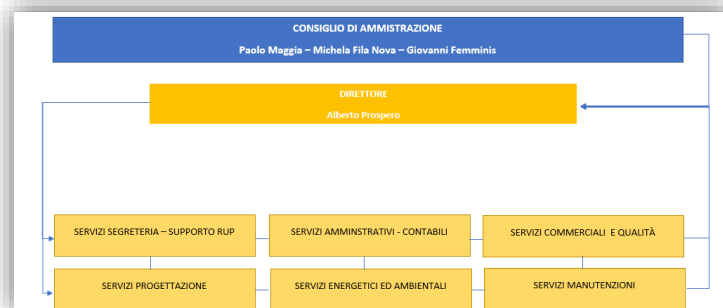 CONSIGLIO DI AMMISTRAZIONE
Paolo Maggia – Michela Fila Nova – Giovanni Femminis
DIRETTORE
Alberto Prospero
SERVIZI SEGRETERIA – SUPPORTO RUP
SERVIZI AMMINSTRATIVI - CONTABILI
SERVIZI COMMERCIALI E QUALITÀ
SERVIZI PROGETTAZIONE
SERVIZI ENERGETICI ED AMBIENTALI
SERVIZI MANUTENZIONI